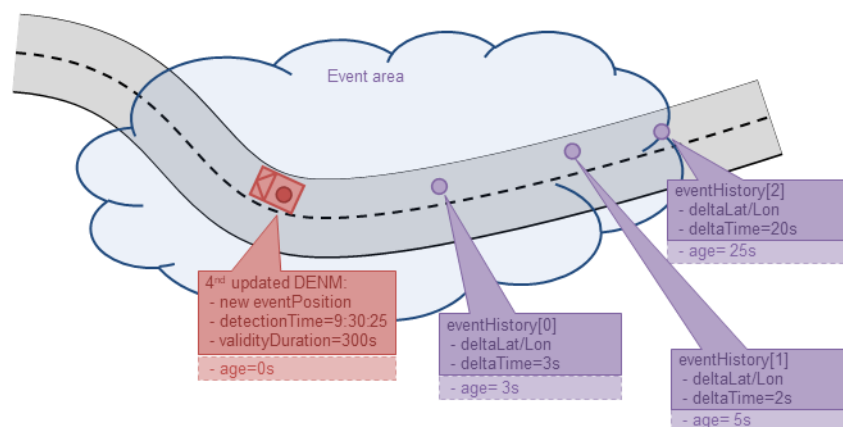 Event area
eventHistory[2]
- deltaLat/Lon
- deltaTime=20s
- age= 25s
4nd updated DENM:
- new eventPosition
- detectionTime=9:30:25
- validityDuration=300s
- age=0s
eventHistory[0]
- deltaLat/Lon
- deltaTime=3s
- age= 3s
eventHistory[1]
- deltaLat/Lon
- deltaTime=2s
- age= 5s